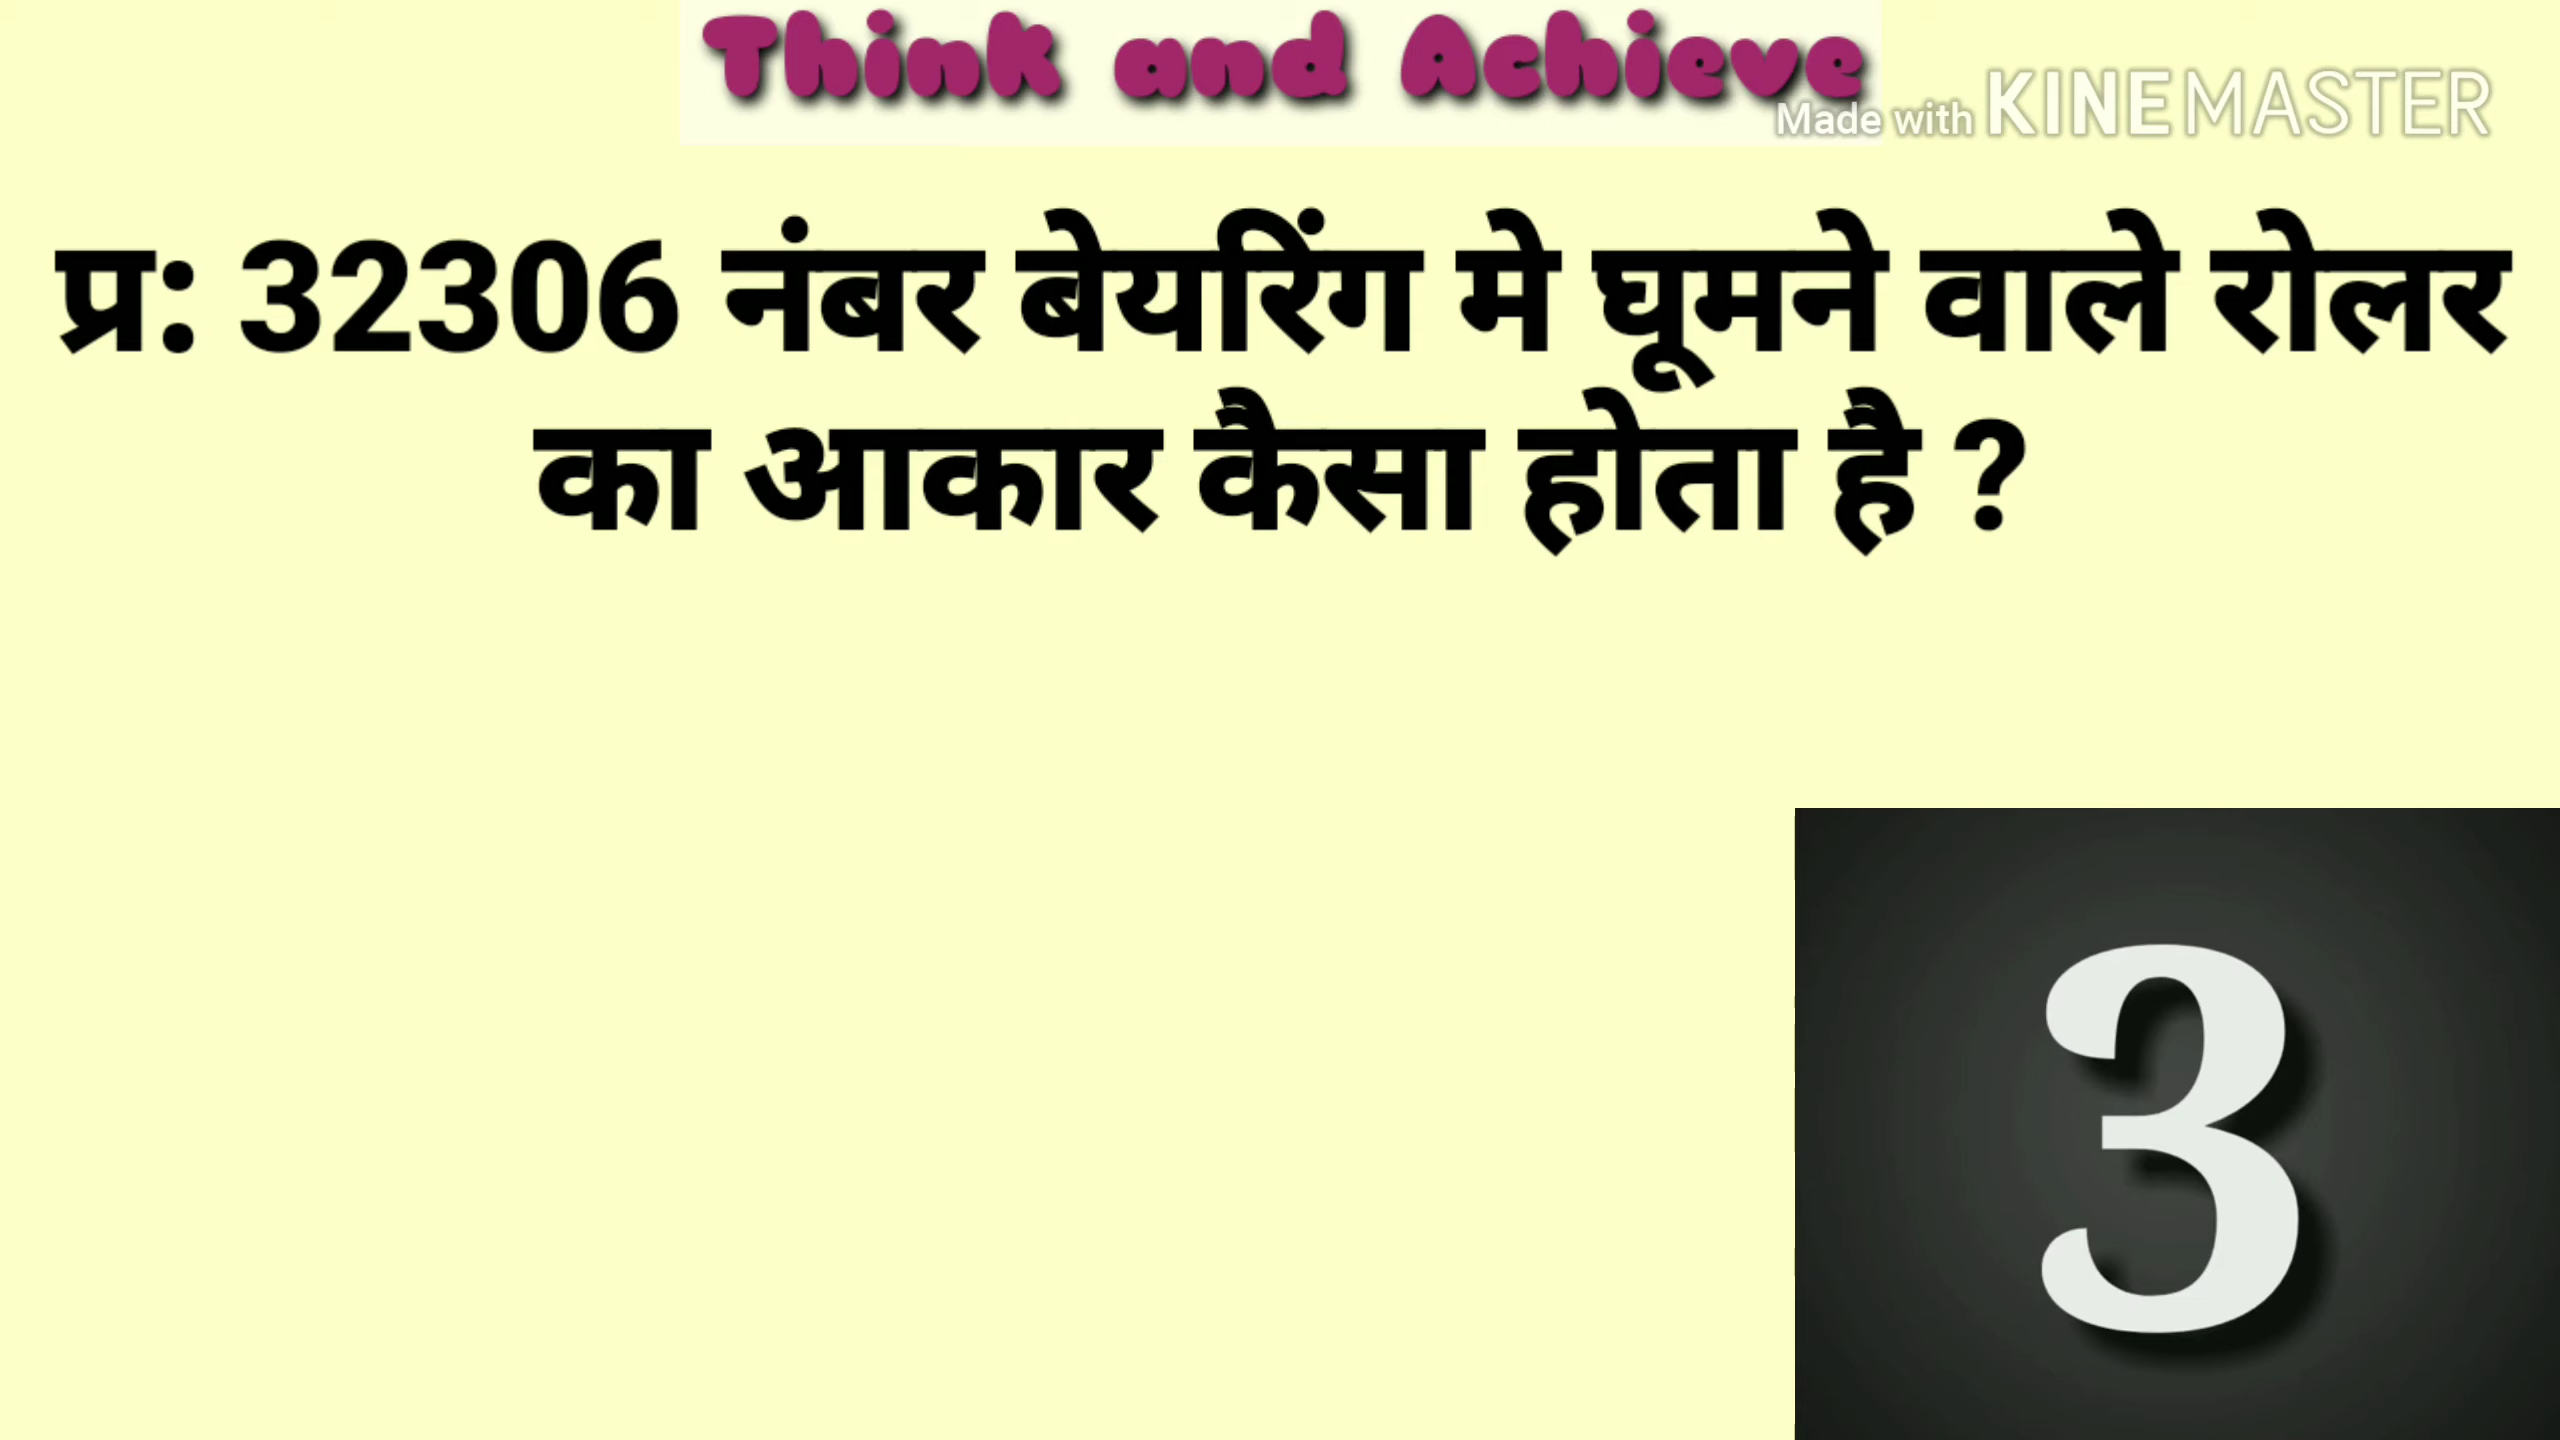 Think and Achieve
Made with KINEMASTER
प्र: 32306 नंबर बेयरिंग मे घूमने वाले रोलर
का आकार कैसा होता है ?
3